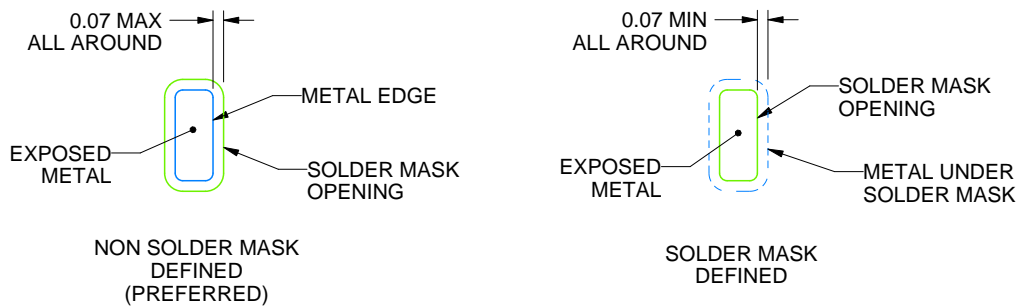 0.07 MAX
ALL AROUND
METAL EDGE
EXPOSED
METAL
SOLDER MASK
OPENING
NON SOLDER MASK
DEFINED
(PREFERRED)
0.07 MIN
ALL AROUND
SOLDER MASK
OPENING
EXPOSED
METAL
METAL UNDER
SOLDER MASK
SOLDER MASK
DEFINED